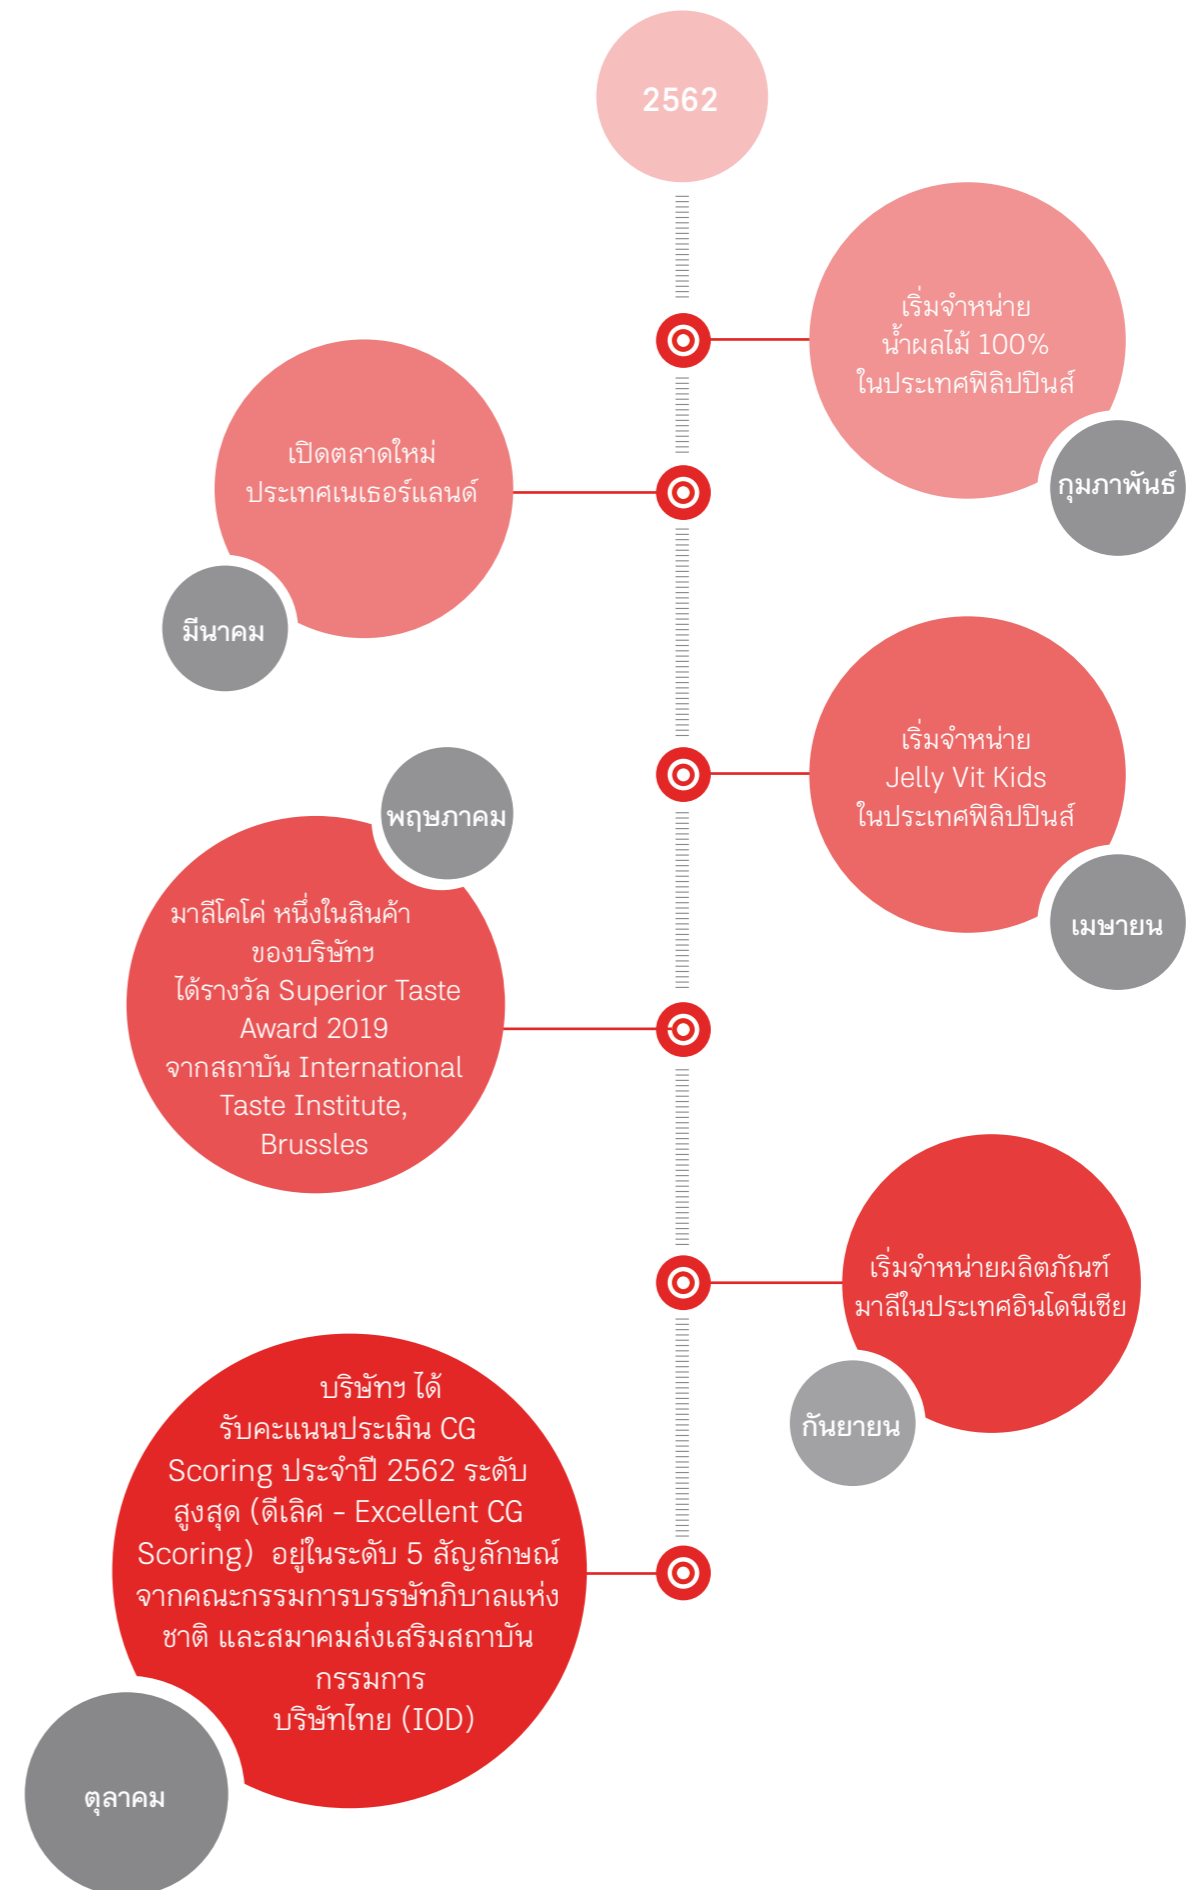 2562
เริ่มจำหน่าย
น้ำผลไม้ 100%
ในประเทศฟิลิปปินส์
กุมภาพันธ์
เปิดตลาดใหม่
ประเทศเนเธอร์แลนด์
มีนาคม
เริ่มจำหน่าย
Jelly Vit Kids
ในประเทศฟิลิปปินส์
เมษายน
พฤษภาคม
มาลีโคโค่ หนึ่งในสินค้า
ของบริษัทฯ
ได้รางวัล Superior Taste
Award 2019
จากสถาบัน International
Taste Institute,
Brussles
เริ่มจำหน่ายผลิตภัณฑ์
มาลีในประเทศอินโดนีเซีย
กันยายน
บริษัทฯ ได้
รับคะแนนประเมิน CG
Scoring ประจำปี 2562 ระดับ
สูงสุด (ดีเลิศ - Excellent CG
Scoring) อยู่ในระดับ 5 สัญลักษณ์
จากคณะกรรมการบรรษัทภิบาลแห่ง
ชาติ และสมาคมส่งเสริมสถาบัน
กรรมการ
บริษัทไทย (IOD)
ตุลาคม